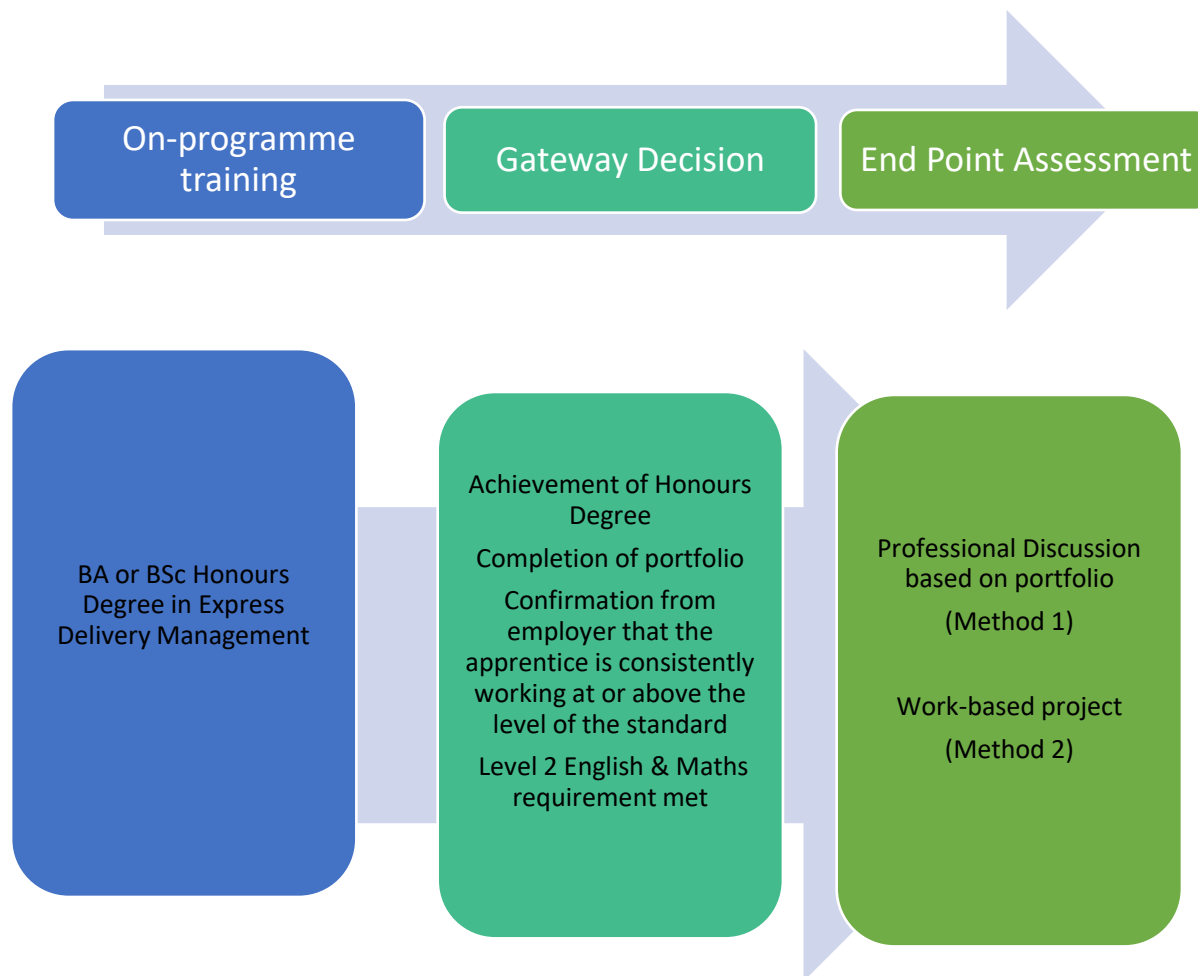 On-programme
training
Gateway Decision
End Point Assessment
BA or BSc Honours
Degree in Express
Delivery Management
Achievement of Honours
Degree
Completion of portfolio
Confirmation from
employer that the
apprentice is consistently
working at or above the
level of the standard
Level 2 English & Maths
requirement met
Professional Discussion
based on portfolio
(Method 1)
Work-based project
(Method 2)